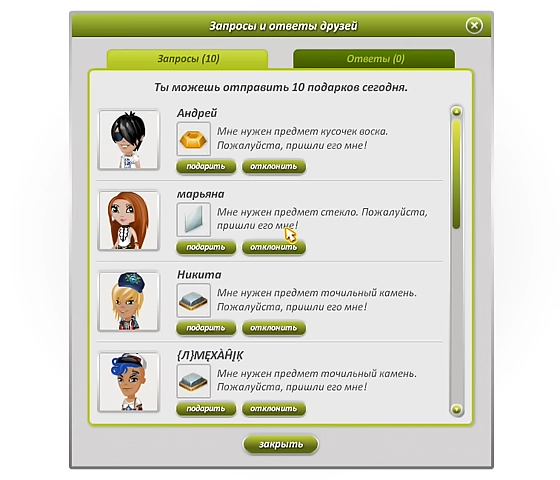 Запросы и ответы друзей
Запросы (10)
Ответы (0)
Ты можешь отправить 10 подарков сегодня.
Андрей
Мне нужен предмет кусочек воска.
Пожалуйста, пришли его мне!
подарить
отклонить
марьяна
Мне нужен предмет стекло. Пожалуйста,
пришли его мне!
подарить
отклонить
Никита
Мне нужен предмет точильный камень.
Пожалуйста, пришли его мне!
подарить
отклонить
Мне нужен предмет точильный камень.
Пожалуйста, пришли его мне!
подарить
отклонить
закрыть